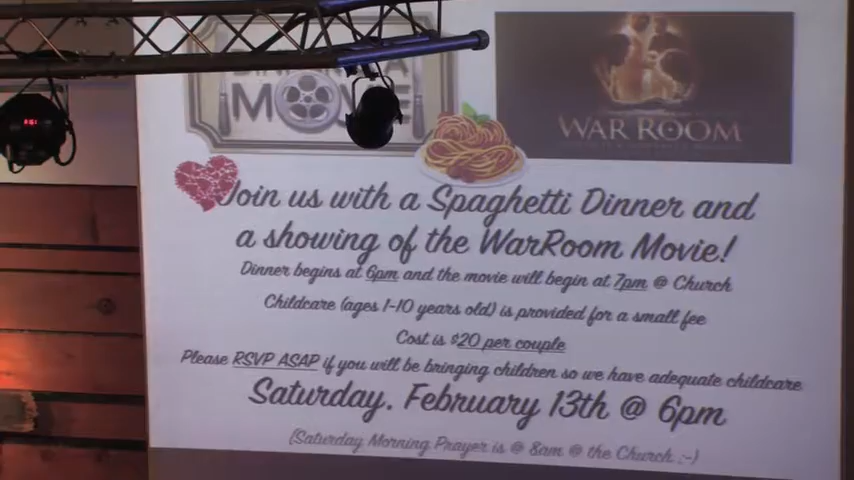 MOVIE
WAR ROOM
Join us with a Spaghetti Dinner and
a showing of the WarRoom Movie!
Dinner begins at 6pm and the movie will begin at 7pm @ Church
Childcare (ages 1-10 years old) is provided for a small fee
Cost is $20 per couple
Please RSVP ASAP if you will be bringing children so we have adequate childcare
Saturday. February 13th @ 6pm
(Saturday Morning Prayer is @ 8am @ the Church :-)